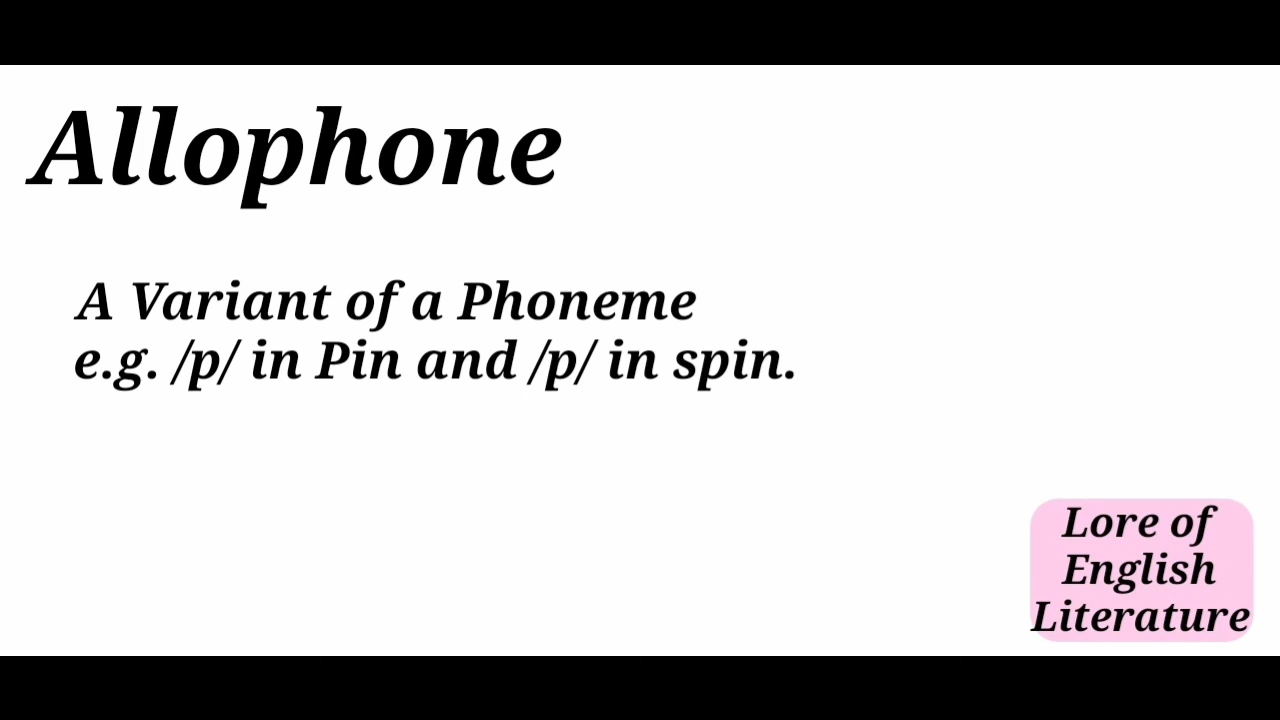 Allophone
A Variant of a Phoneme
e.g. /p/ in Pin and /p/ in spin.
Lore of
English
Literature